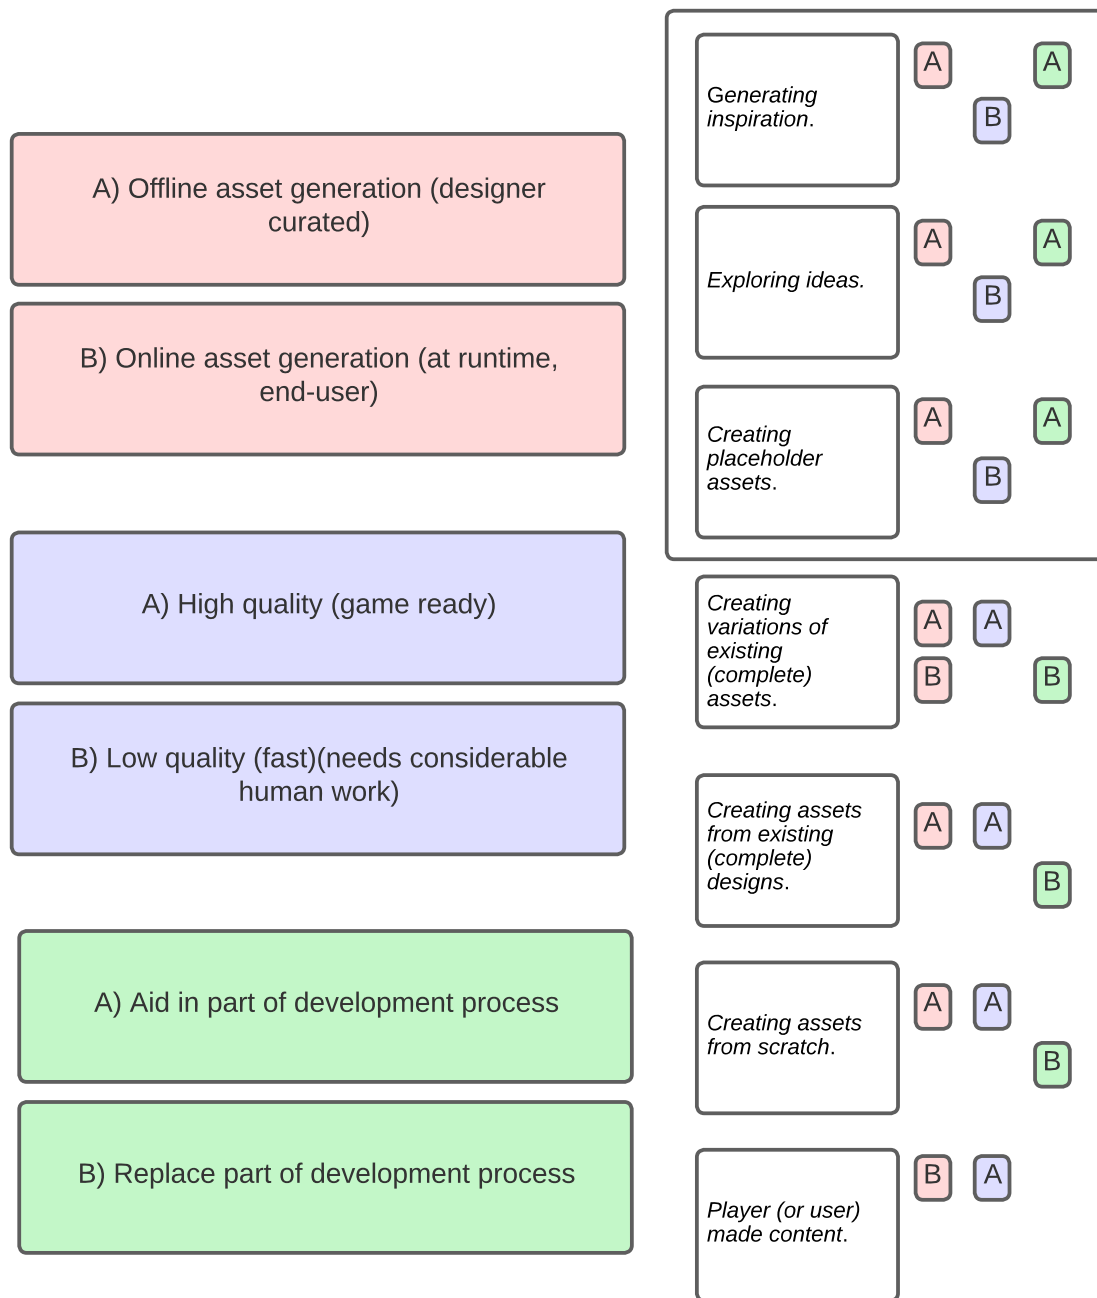 A) Offline asset generation (designer
curated)
B) Online asset generation (at runtime,
end-user)
A) High quality (game ready)
B) Low quality (fast)(needs considerable
human work)
A) Aid in part of development process
B) Replace part of development process
Generating
inspiration.
A
A
B
Exploring ideas.
A
A
B
Creating
placeholder
assets.
A
A
B
Creating
variations of
existing
(complete)
assets.
A
A
B
B
Creating assets
from existing
(complete)
designs.
A
A
B
Creating assets
from scratch.
A
A
B
Player (or user)
made content.
B
A